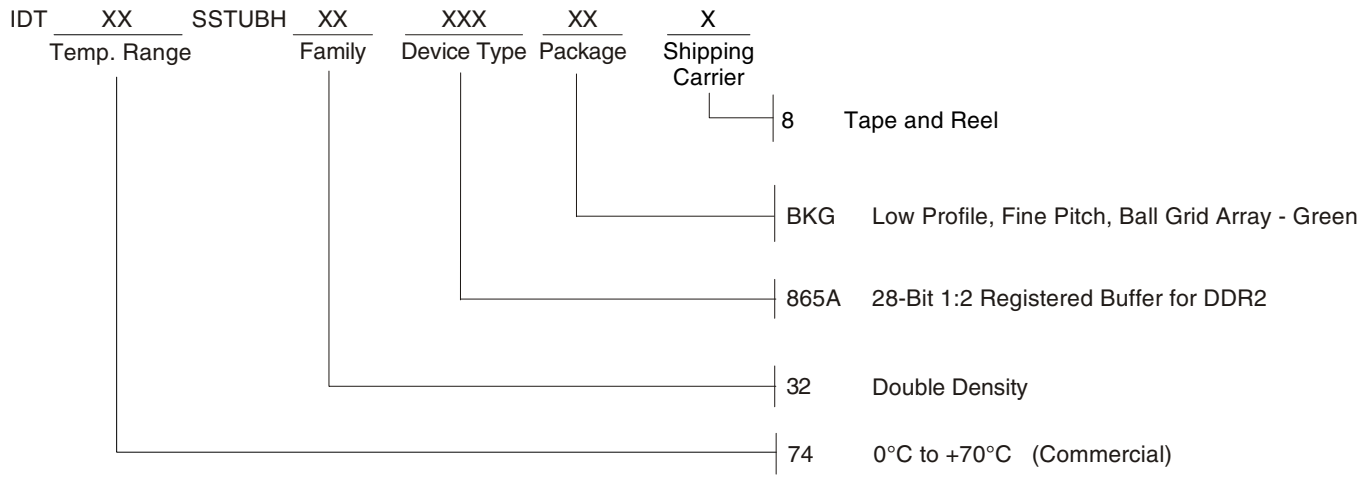 IDT XX SSTUBH XX XXX XX X
Temp. Range Family Device Type Package Shipping
Carrier
8 Tape and Reel
BKG Low Profile, Fine Pitch, Ball Grid Array - Green
865A 28-Bit 1:2 Registered Buffer for DDR2
32 Double Density
74 0°C to +70°C (Commercial)